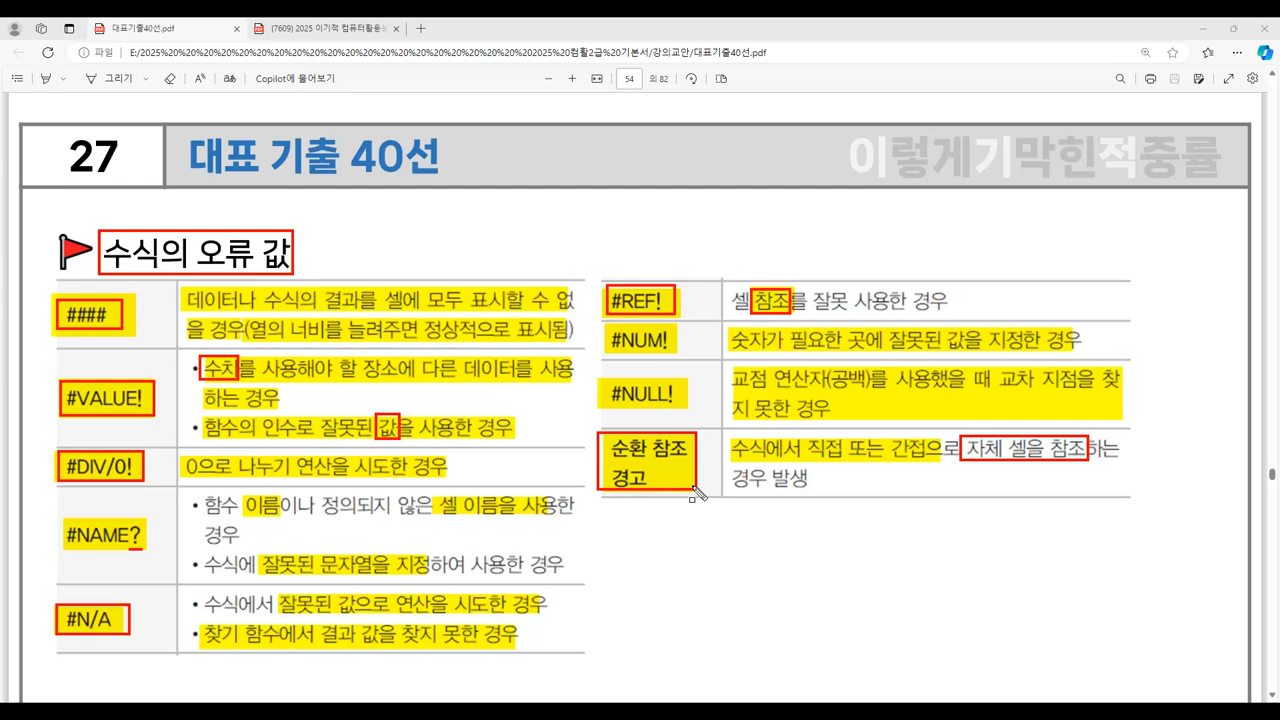 대표기출40선.pdf
(7609) 2025 이기적 컴퓨터활용능
파일
E:/2025%20%20%20%20%20%20%20%20%20%20%20%20%20%20%20%20%20%20%20%202025%20컴활2급%20기본서/강의교안/대표기출40선.pdf
그리기
aあ
Copilot에 물어보기
54 의 82
27
대표 기출 40선
이렇게기막힌적중률
수식의 오류 값
####
데이터나 수식의 결과를 셀에 모두 표시할 수 없
을 경우(열의 너비를 늘려주면 정상적으로 표시됨)
#VALUE!
• 수치를 사용해야 할 장소에 다른 데이터를 사용
하는 경우
• 함수의 인수로 잘못된 값을 사용한 경우
#DIV/0!
0으로 나누기 연산을 시도한 경우
#NAME?
• 함수 이름이나 정의되지 않은 셀 이름을 사용한
경우
• 수식에 잘못된 문자열을 지정하여 사용한 경우
#N/A
• 수식에서 잘못된 값으로 연산을 시도한 경우
• 찾기 함수에서 결과 값을 찾지 못한 경우
#REF!
셀 참조를 잘못 사용한 경우
#NUM!
숫자가 필요한 곳에 잘못된 값을 지정한 경우
#NULL!
교점 연산자(공백)를 사용했을 때 교차 지점을 찾
지 못한 경우
순환 참조
경고
수식에서 직접 또는 간접으로 자체 셀을 참조하는
경우 발생